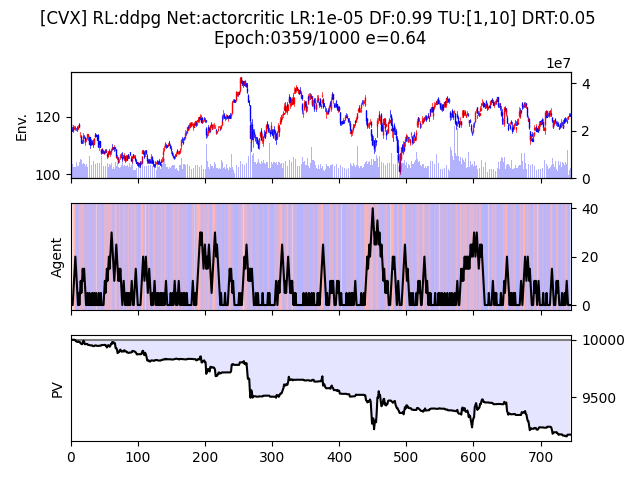 [CVX] RL:ddpg Net:actorcritic LR:1e-05 DF:0.99 TU:[1,10] DRT:0.05
Epoch:0359/1000 e=0.64
1e7
Env.
120
100
4
2
0
Agent
40
20
0
PV
10000
9500
0 100 200 300 400 500 600 700